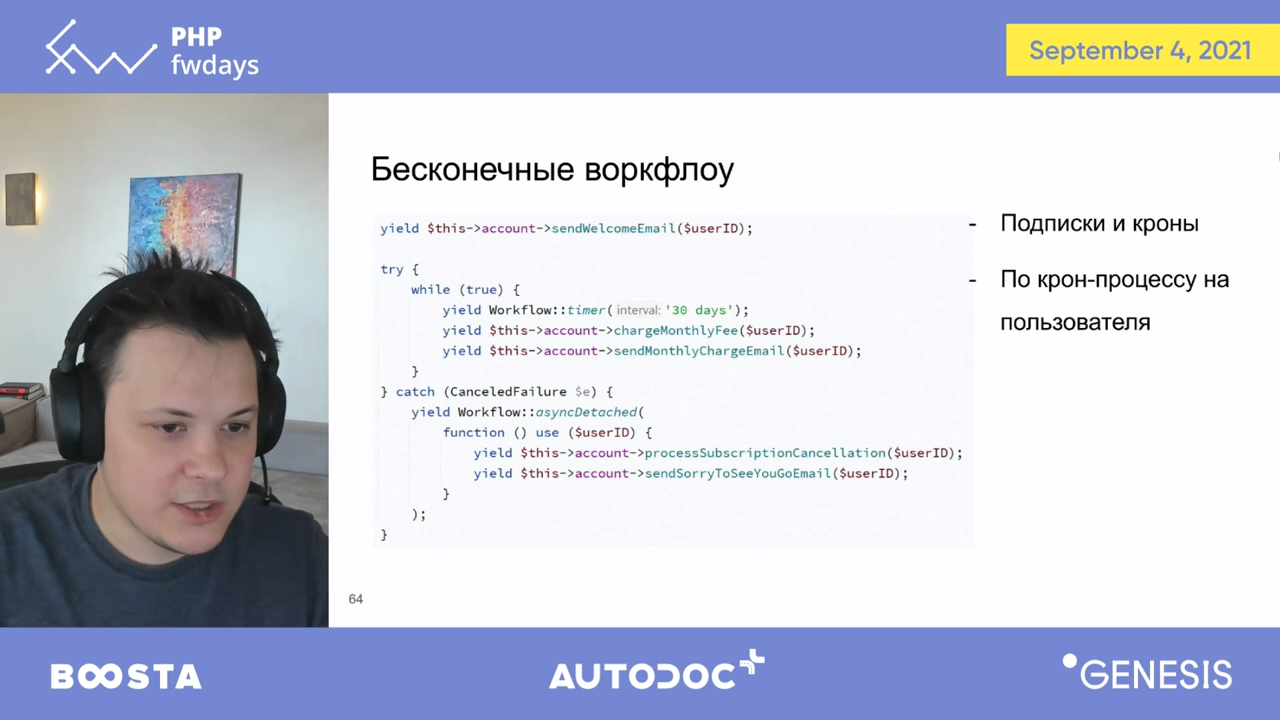 PHP
fwdays
September 4, 2021
Бесконечные воркфлоу
yield $this->account->sendWelcomeEmail($userID);
try {
while (true) {
yield Workflow::timer( interval: '30 days');
yield $this->account->chargeMonthlyFee($userID);
yield $this->account->sendMonthlyChargeEmail($userID);
}
} catch (CanceledFailure $e) {
yield Workflow::asyncDetached(
function () use ($userID) {
yield $this->account->processSubscriptionCancellation($userID);
yield $this->account->sendSorryToSeeYouGoEmail($userID);
}
);
}
- Подписки и кроны
- По крон-процессу на
пользователя
64
BOOSTA
AUTODOC
GENESIS